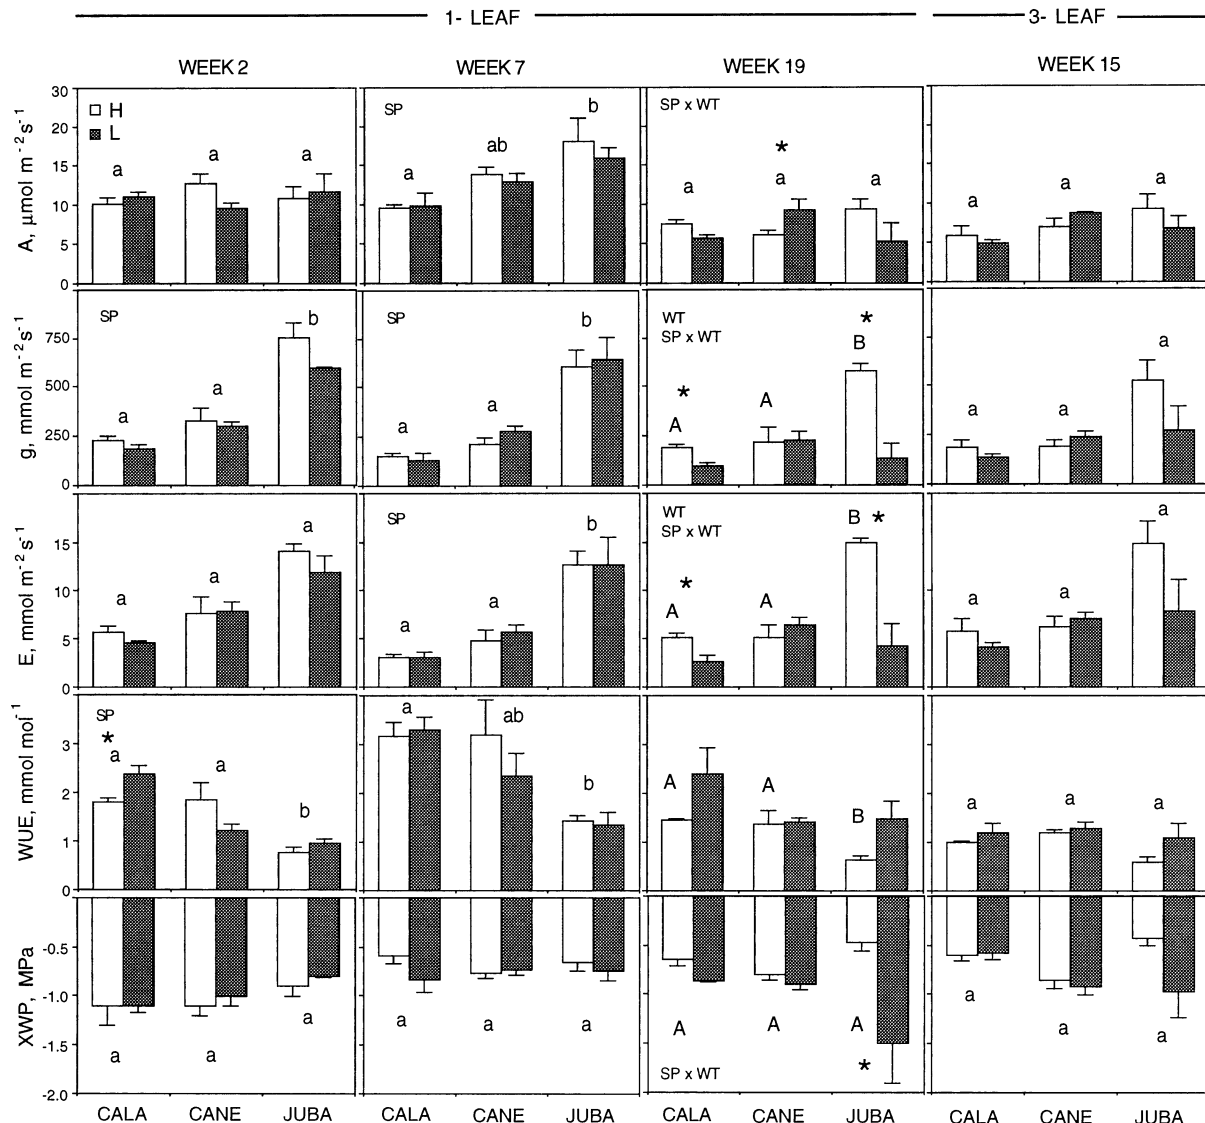 1- LEAF 3- LEAF
WEEK 2 WEEK 7 WEEK 19 WEEK 15
A, μmol m⁻²s⁻¹
30
20
15
10
5
0
H
L
a a a
SP
a ab b
SP x WT
a * a a
a a a
g, mmol m⁻²s⁻¹
750
500
250
0
SP
a a b
SP
a a b
WT
SP x WT
* A A * B
a a a
E, mmol m⁻²s⁻¹
15
10
5
0
a a a
SP
a a b
WT
SP x WT
* A A B *
a a a
WUE, mmol mol⁻¹
3
2
1
0
SP
* a a b
a ab b
A A B
a a a
XWP, MPa
-0.5
-1.0
-1.5
-2.0
a a a
a a a
A A A *
SP x WT
a a a
CALA CANE JUBA CALA CANE JUBA CALA CANE JUBA CALA CANE JUBA